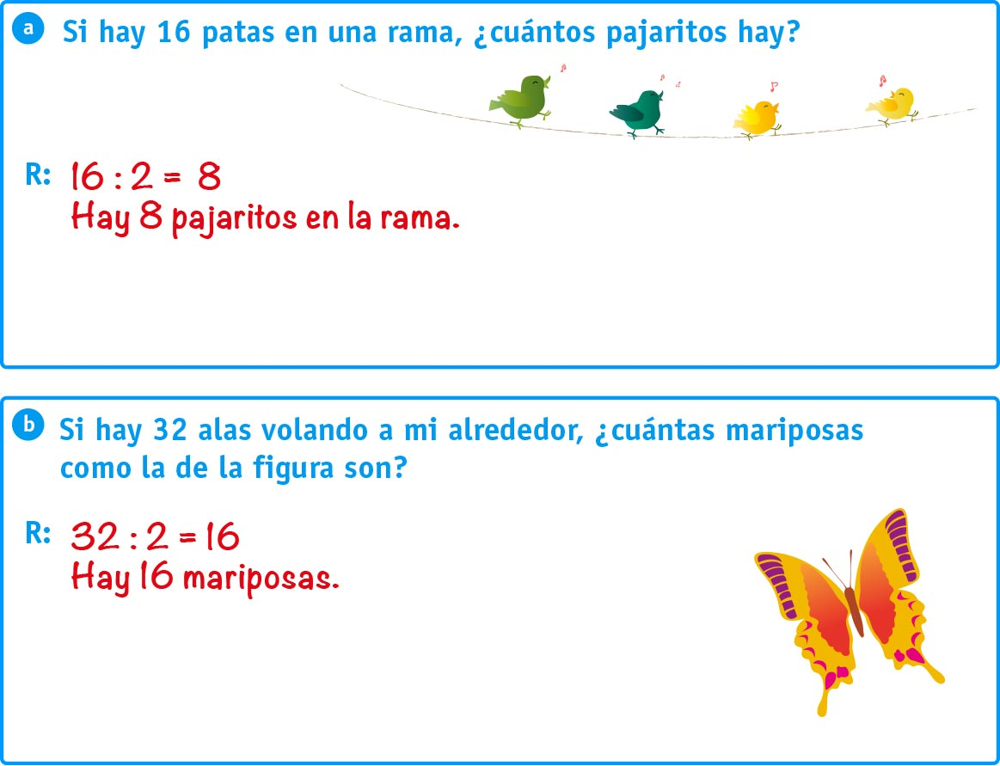 a Si hay 16 patas en una rama, ¿cuántos pajaritos hay?
R: 16 : 2 = 8
Hay 8 pajaritos en la rama.
b Si hay 32 alas volando a mi alrededor, ¿cuántas mariposas
como la de la figura son?
R: 32 : 2 = 16
Hay 16 mariposas.